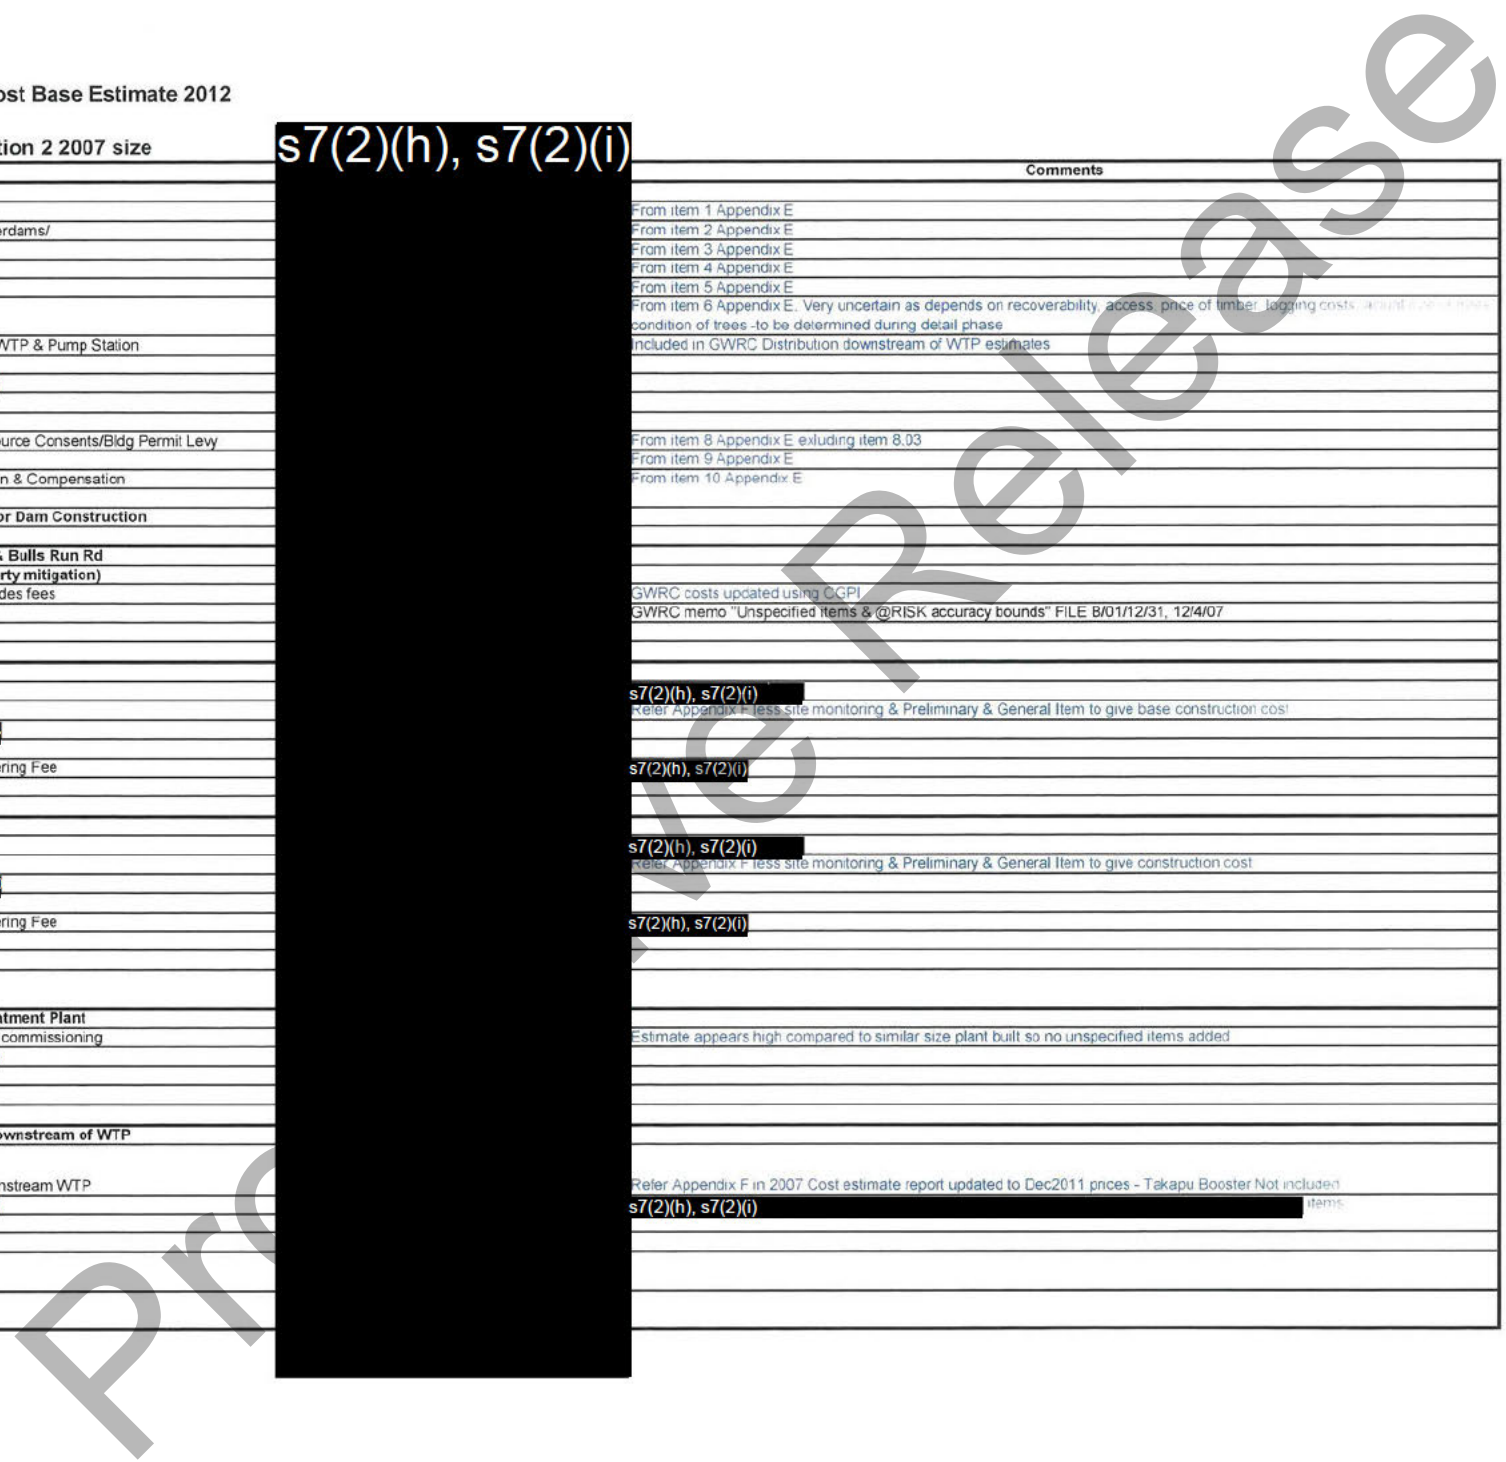 ost Base Estimate 2012
tion 2 2007 size
s7(2)(h), s7(2)(i)
Comments
From item 1 Appendix E
erdams/ From item 2 Appendix E
From item 3 Appendix E
From item 4 Appendix E
From item 5 Appendix E
From item 6 Appendix E. Very uncertain as depends on recoverability, access, price of timber, logging costs,
condition of trees -to be determined during detail phase
WTP & Pump Station Included in GWRC Distribution downstream of WTP estimates
ource Consents/Bldg Permit Levy From item 8 Appendix E exluding item 8.03
From item 9 Appendix E
n & Compensation From item 10 Appendix E
or Dam Construction
& Bulls Run Rd
rty mitigation)
des fees GWRC costs updated using CGPI
GWRC memo "Unspecified items & @RISK accuracy bounds" FILE B/01/12/31, 12/4/07
s7(2)(h), s7(2)(i)
Refer Appendix F less site monitoring & Preliminary & General Item to give base construction cost
ring Fee s7(2)(h), s7(2)(i)
s7(2)(h), s7(2)(i)
Refer Appendix F less site monitoring & Preliminary & General Item to give construction cost
ring Fee s7(2)(h), s7(2)(i)
atment Plant
commissioning Estimate appears high compared to similar size plant built so no unspecified items added
ownstream of WTP
nstream WTP Refer Appendix F in 2007 Cost estimate report updated to Dec2011 prices - Takapu Booster Not included
s7(2)(h), s7(2)(i) items
Pro ve Release